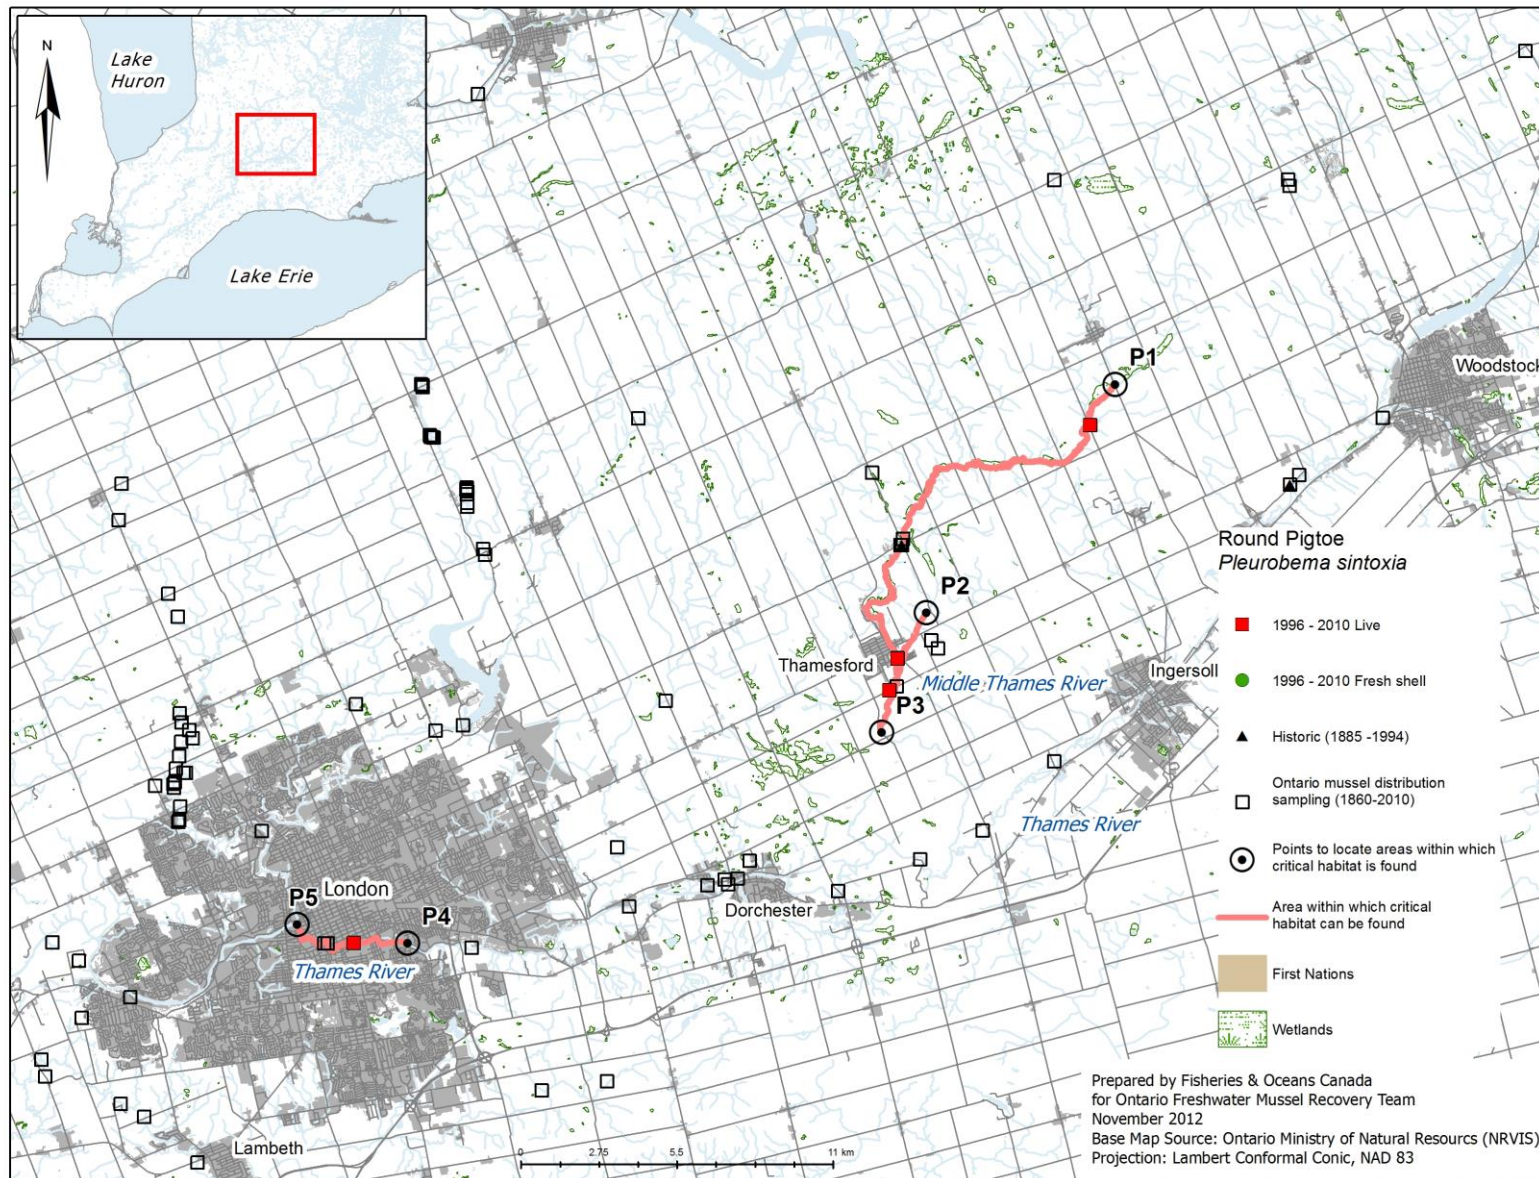 N
Lake
Huron
Lake Erie
P1
Woodstock
P2
Thamesford
Middle Thames River
Ingersoll
P3
Thames River
P5
London
P4
Dorchester
Thames River
Lambeth
Round Pigtoe
Pleurobema sintoxia
1996 - 2010 Live
1996 - 2010 Fresh shell
Historic (1885 -1994)
Ontario mussel distribution
sampling (1860-2010)
Points to locate areas within which
critical habitat is found
Area within which critical
habitat can be found
First Nations
Wetlands
Prepared by Fisheries & Oceans Canada
for Ontario Freshwater Mussel Recovery Team
November 2012
Base Map Source: Ontario Ministry of Natural Resourcs (NRVIS)
Projection: Lambert Conformal Conic, NAD 83
0 2.75 5.5 11 km